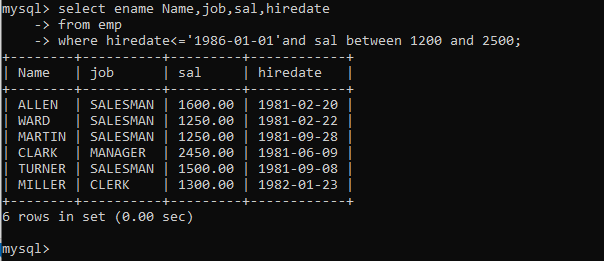 mysql> select ename Name,job,sal,hiredate
    -> from emp
    -> where hiredate<='1986-01-01'and sal between 1200 and 2500;
+--------+----------+---------+------------+
| Name   | job      | sal     | hiredate   |
+--------+----------+---------+------------+
| ALLEN  | SALESMAN | 1600.00 | 1981-02-20 |
| WARD   | SALESMAN | 1250.00 | 1981-02-22 |
| MARTIN | SALESMAN | 1250.00 | 1981-09-28 |
| CLARK  | MANAGER  | 2450.00 | 1981-06-09 |
| TURNER | SALESMAN | 1500.00 | 1981-09-08 |
| MILLER | CLERK    | 1300.00 | 1982-01-23 |
+--------+----------+---------+------------+
6 rows in set (0.00 sec)
mysql>